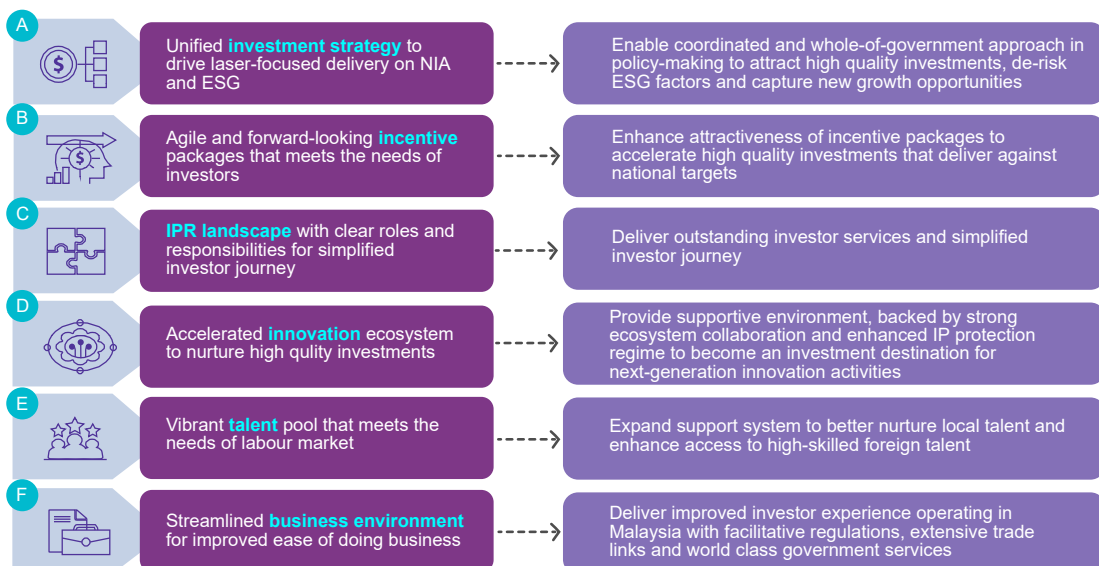 A
Unified investment strategy to
drive laser-focused delivery on NIA
and ESG
Enable coordinated and whole-of-government approach in
policy-making to attract high quality investments, de-risk
ESG factors and capture new growth opportunities
B
Agile and forward-looking incentive
packages that meets the needs of
investors
Enhance attractiveness of incentive packages to
accelerate high quality investments that deliver against
national targets
C
IPR landscape with clear roles and
responsibilities for simplified
investor journey
Deliver outstanding investor services and simplified
investor journey
D
Accelerated innovation ecosystem
to nurture high qulity investments
Provide supportive environment, backed by strong
ecosystem collaboration and enhanced IP protection
regime to become an investment destination for
next-generation innovation activities
E
Vibrant talent pool that meets the
needs of labour market
Expand support system to better nurture local talent and
enhance access to high-skilled foreign talent
F
Streamlined business environment
for improved ease of doing business
Deliver improved investor experience operating in
Malaysia with facilitative regulations, extensive trade
links and world class government services